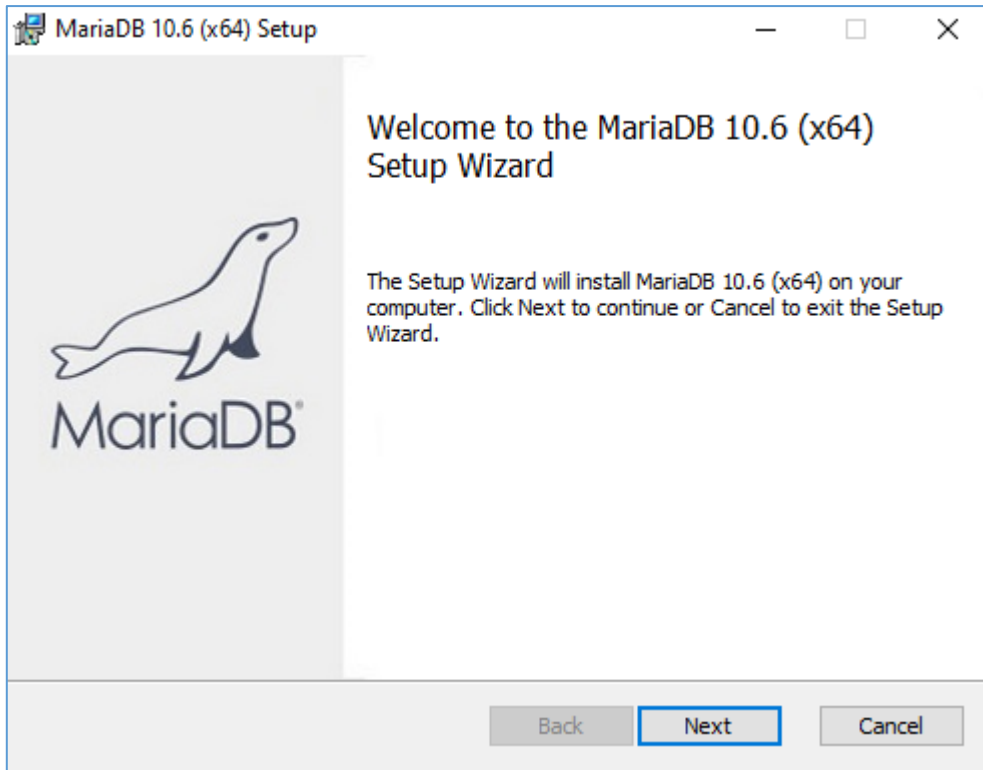 MariaDB 10.6 (x64) Setup
Welcome to the MariaDB 10.6 (x64)
Setup Wizard
The Setup Wizard will install MariaDB 10.6 (x64) on your
computer. Click Next to continue or Cancel to exit the Setup
Wizard.
MariaDB®
Back
Next
Cancel